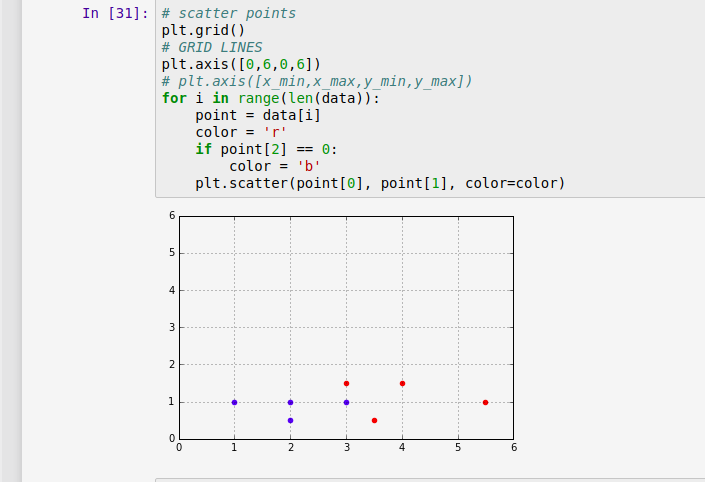 In [31]: # scatter points
plt.grid()
# GRID LINES
plt.axis([0,6,0,6])
# plt.axis([x_min,x_max,y_min,y_max])
for i in range(len(data)):
    point = data[i]
    color = 'r'
    if point[2] == 0:
        color = 'b'
    plt.scatter(point[0], point[1], color=color)
6
5
4
3
2
1
0
0 1 2 3 4 5 6